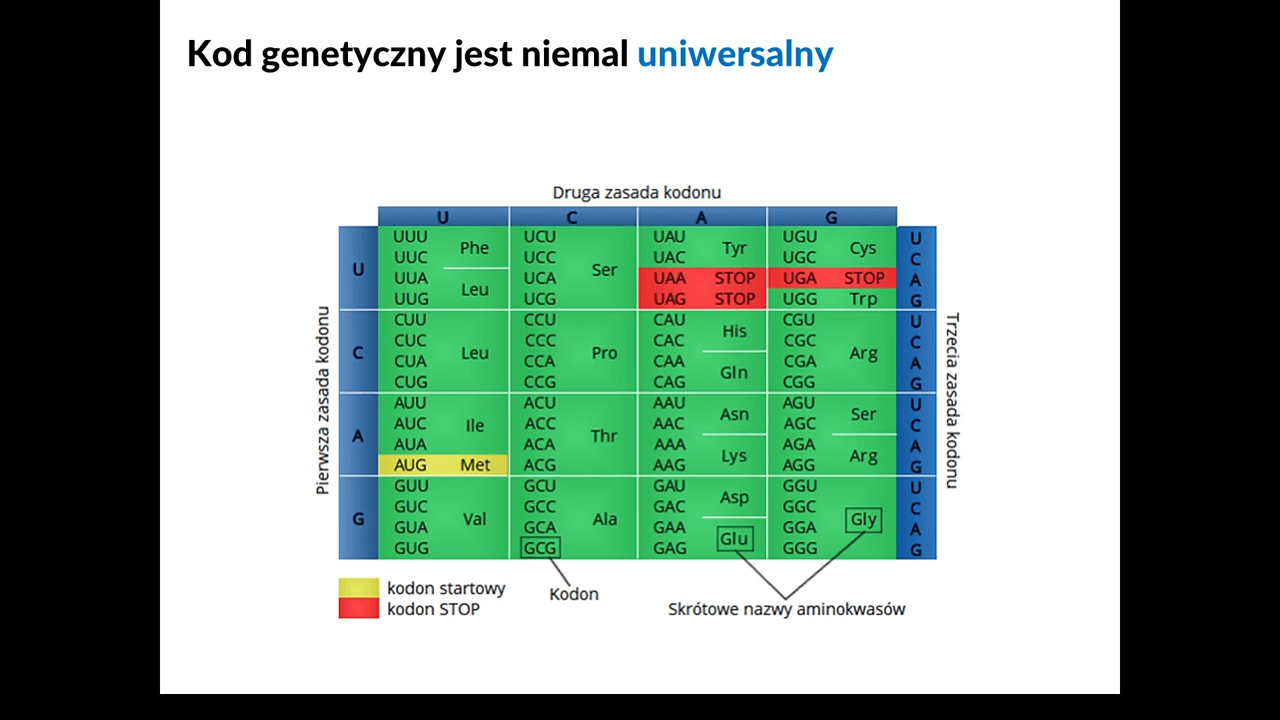 Kod genetyczny jest niemal uniwersalny
Druga zasada kodonu
U C A G
Pierwsza zasada kodonu
Trzecia zasada kodonu
U
UUU UCU UAU UGU U
Phe Tyr Cys
UUC UCC UAC UGC C
Ser
UUA UCA UAA STOP UGA STOP A
Leu
UUG UCG UAG STOP UGG Trp G
C
CUU CCU CAU CGU U
His
CUC CCC CAC CGC C
Leu Pro Arg
CUA CCA CAA CGA A
Gln
CUG CCG CAG CGG G
A
AUU ACU AAU AGU U
Asn Ser
AUC ACC AAC AGC C
Ile Thr
AUA ACA AAA AGA A
Lys Arg
AUG Met ACG AAG AGG G
G
GUU GCU GAU GGU U
Asp
GUC GCC GAC GGC C
Val Ala Gly
GUA GCA GAA GGA A
Glu
GUG GCG GAG GGG G
kodon startowy
kodon STOP
Kodon
Skrótowe nazwy aminokwasów